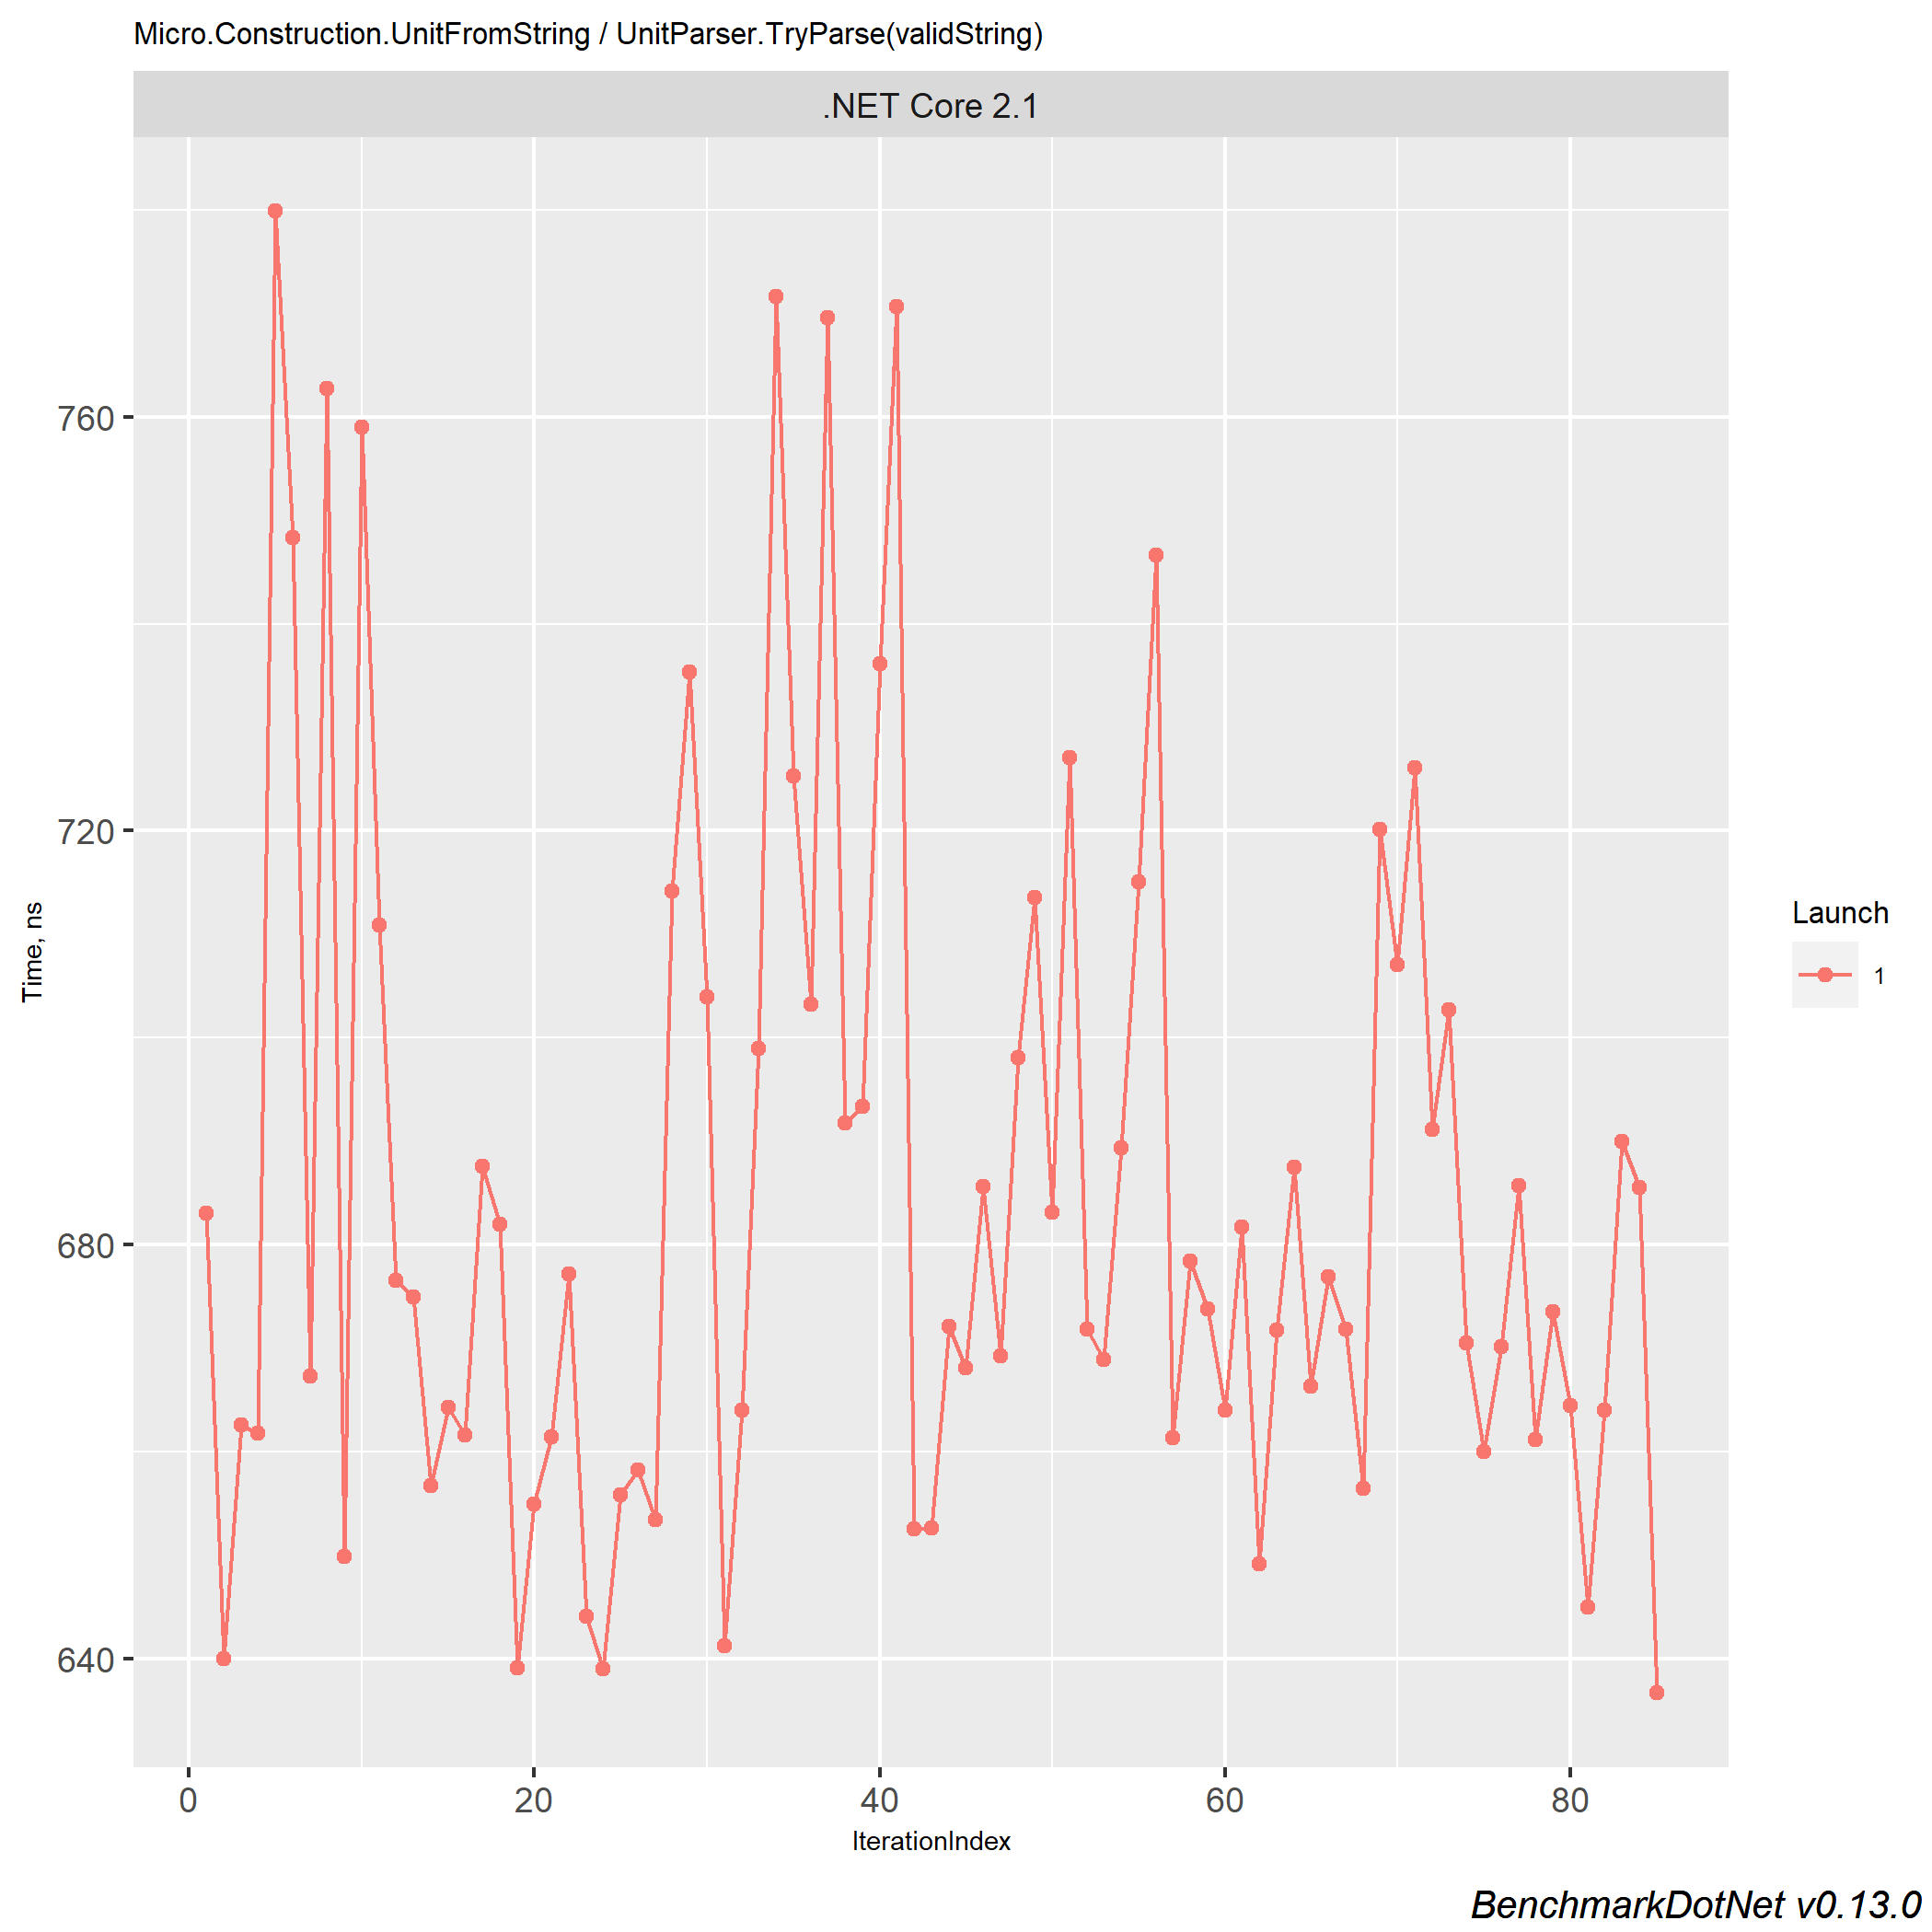 Micro.Construction.UnitFromString / UnitParser.TryParse(validString)
.NET Core 2.1
760
720
680
640
Time, ns
0 20 40 60 80
IterationIndex
Launch
1
BenchmarkDotNet v0.13.0